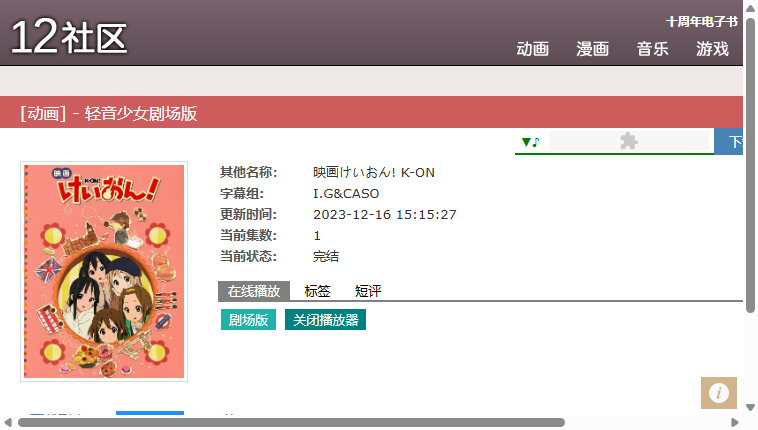 十周年电子书
12社区
动画 漫画 音乐 游戏
[动画] - 轻音少女剧场版
▼♪
映画
K-ON!
けいおん!
其他名称: 映画けいおん! K-ON
字幕组: I.G&CASO
更新时间: 2023-12-16 15:15:27
当前集数: 1
当前状态: 完结
在线播放 标签 短评
剧场版 关闭播放器